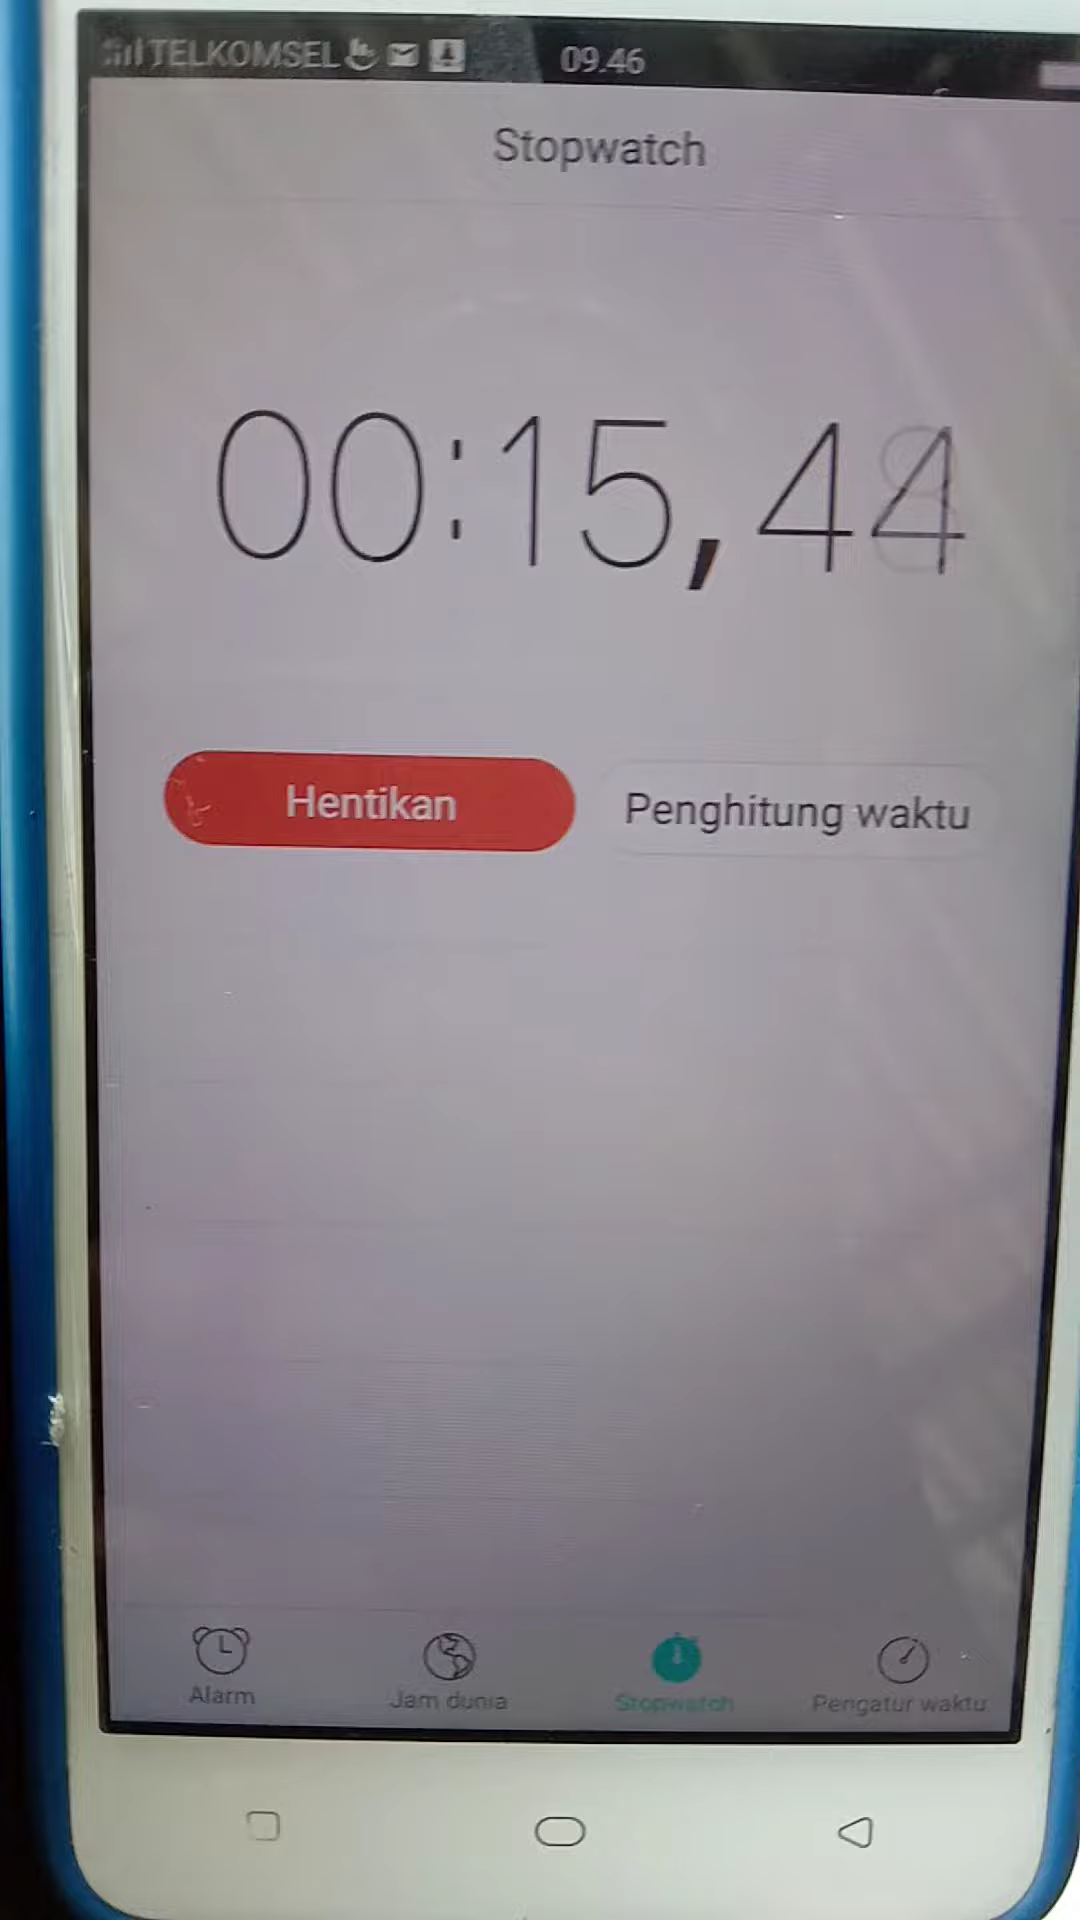 TELKOMSEL 09.46
Stopwatch
00:15,44
Hentikan Penghitung waktu
Alarm Jam dunia Stopwatch Pengatur waktu